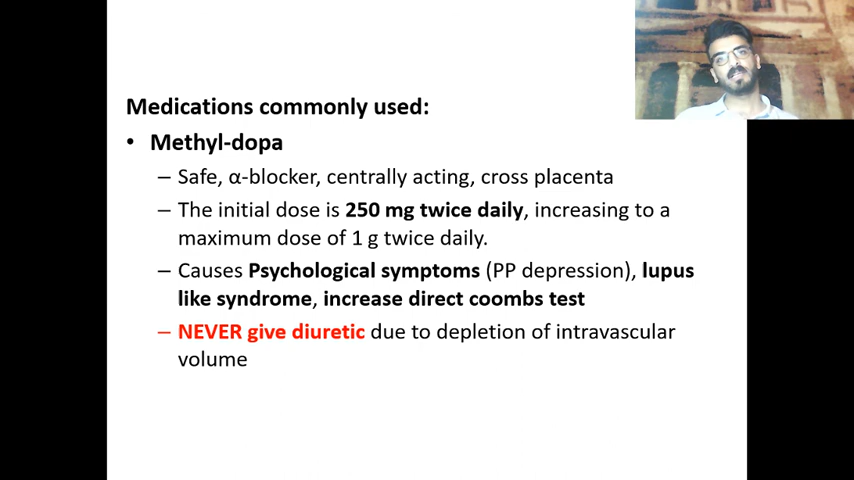 Medications commonly used:
• Methyl-dopa
– Safe, α-blocker, centrally acting, cross placenta
– The initial dose is 250 mg twice daily, increasing to a
maximum dose of 1 g twice daily.
– Causes Psychological symptoms (PP depression), lupus
like syndrome, increase direct coombs test
– NEVER give diuretic due to depletion of intravascular
volume